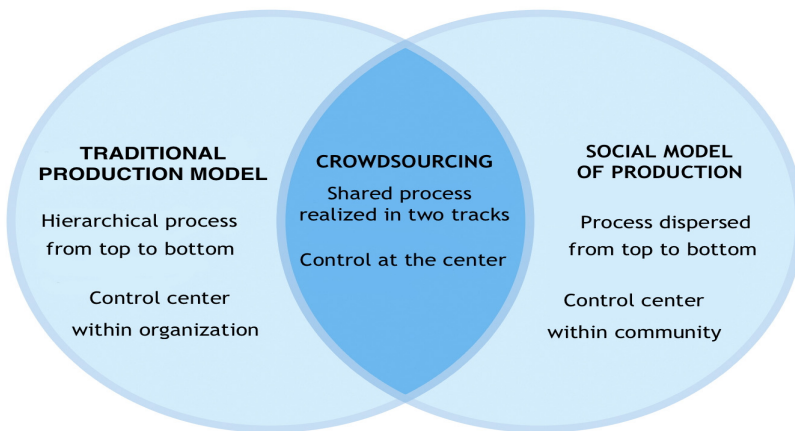 TRADITIONAL
PRODUCTION MODEL
Hierarchical process
from top to bottom
Control center
within organization
CROWDSOURCING
Shared process
realized in two tracks
Control at the center
SOCIAL MODEL
OF PRODUCTION
Process dispersed
from top to bottom
Control center
within community